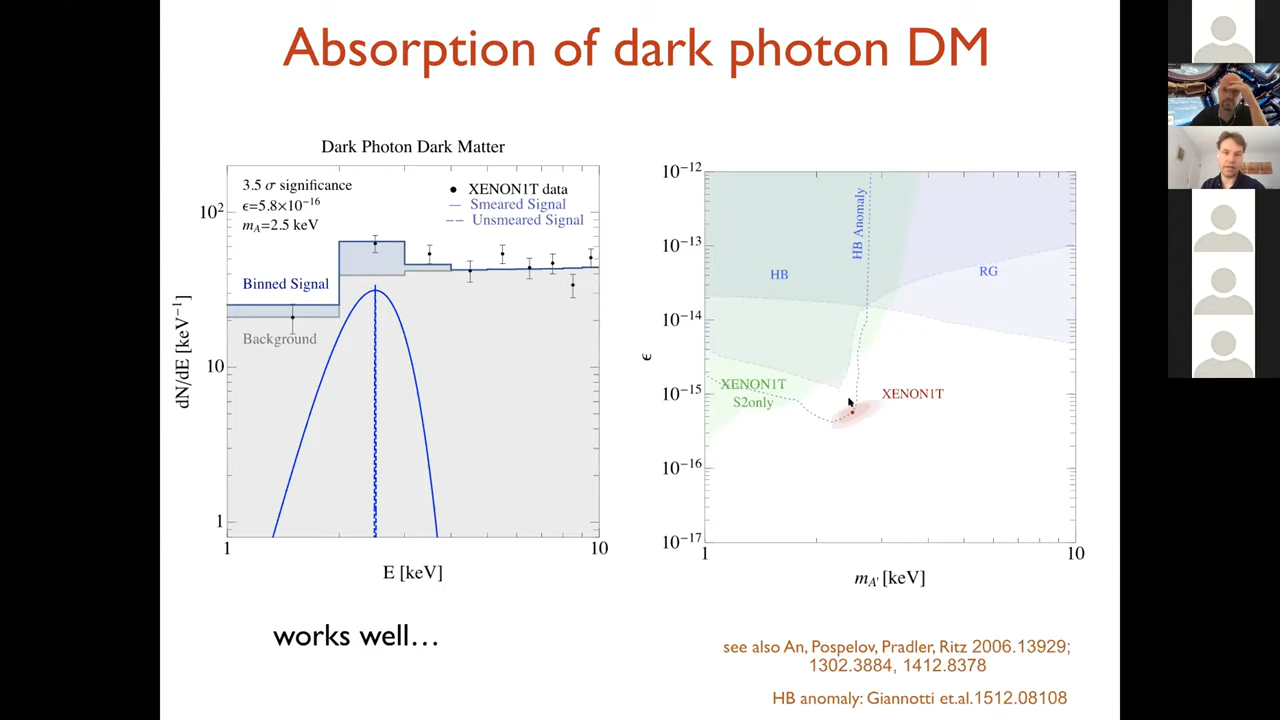 Absorption of dark photon DM
Dark Photon Dark Matter
3.5 σ significance
ϵ=5.8×10⁻¹⁶
mA=2.5 keV
XENON1T data
Smeared Signal
Unsmeared Signal
Binned Signal
Background
10²
10
1
dN/dE [keV⁻¹]
1
10
E [keV]
10⁻¹²
10⁻¹³
10⁻¹⁴
10⁻¹⁵
10⁻¹⁶
10⁻¹⁷
ϵ
HB Anomaly
HB
RG
XENON1T
S2only
XENON1T
1
10
mA' [keV]
works well…
see also An, Pospelov, Pradler, Ritz 2006.13929;
1302.3884, 1412.8378
HB anomaly: Giannotti et.al.1512.08108